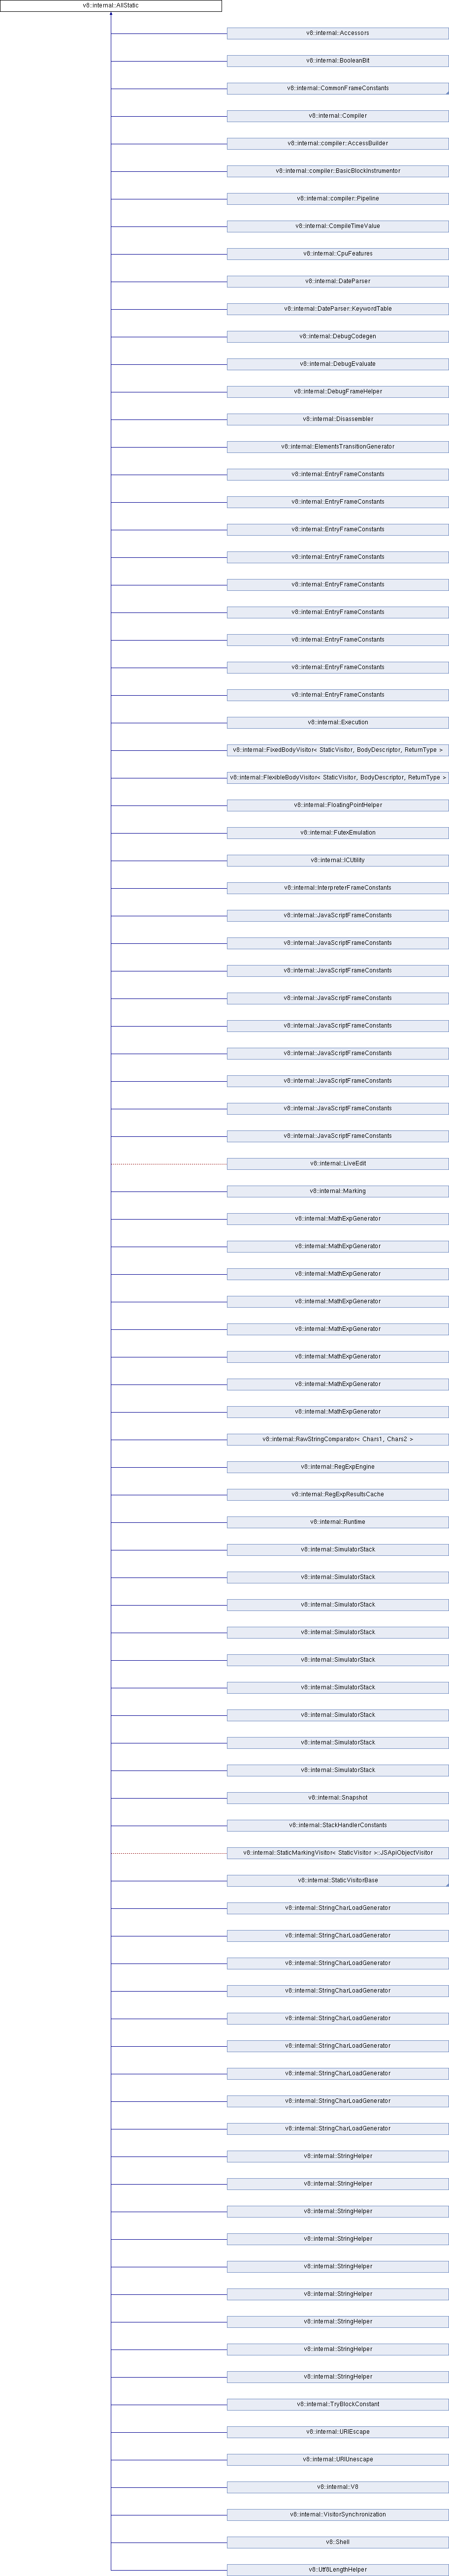 v8::internal::AllStatic
v8::internal::Accessors
v8::internal::BooleanBit
v8::internal::CommonFrameConstants
v8::internal::Compiler
v8::internal::compiler::AccessBuilder
v8::internal::compiler::BasicBlockInstrumentor
v8::internal::compiler::Pipeline
v8::internal::CompileTimeValue
v8::internal::CpuFeatures
v8::internal::DateParser
v8::internal::DateParser::KeywordTable
v8::internal::DebugCodegen
v8::internal::DebugEvaluate
v8::internal::DebugFrameHelper
v8::internal::Disassembler
v8::internal::ElementsTransitionGenerator
v8::internal::EntryFrameConstants
v8::internal::EntryFrameConstants
v8::internal::EntryFrameConstants
v8::internal::EntryFrameConstants
v8::internal::EntryFrameConstants
v8::internal::EntryFrameConstants
v8::internal::EntryFrameConstants
v8::internal::EntryFrameConstants
v8::internal::EntryFrameConstants
v8::internal::Execution
v8::internal::FixedBodyVisitor< StaticVisitor, BodyDescriptor, ReturnType >
v8::internal::FlexibleBodyVisitor< StaticVisitor, BodyDescriptor, ReturnType >
v8::internal::FloatingPointHelper
v8::internal::FutexEmulation
v8::internal::ICUtility
v8::internal::InterpreterFrameConstants
v8::internal::JavaScriptFrameConstants
v8::internal::JavaScriptFrameConstants
v8::internal::JavaScriptFrameConstants
v8::internal::JavaScriptFrameConstants
v8::internal::JavaScriptFrameConstants
v8::internal::JavaScriptFrameConstants
v8::internal::JavaScriptFrameConstants
v8::internal::JavaScriptFrameConstants
v8::internal::JavaScriptFrameConstants
v8::internal::LiveEdit
v8::internal::Marking
v8::internal::MathExpGenerator
v8::internal::MathExpGenerator
v8::internal::MathExpGenerator
v8::internal::MathExpGenerator
v8::internal::MathExpGenerator
v8::internal::MathExpGenerator
v8::internal::MathExpGenerator
v8::internal::MathExpGenerator
v8::internal::RawStringComparator< Chars1, Chars2 >
v8::internal::RegExpEngine
v8::internal::RegExpResultsCache
v8::internal::Runtime
v8::internal::SimulatorStack
v8::internal::SimulatorStack
v8::internal::SimulatorStack
v8::internal::SimulatorStack
v8::internal::SimulatorStack
v8::internal::SimulatorStack
v8::internal::SimulatorStack
v8::internal::SimulatorStack
v8::internal::SimulatorStack
v8::internal::Snapshot
v8::internal::StackHandlerConstants
v8::internal::StaticMarkingVisitor< StaticVisitor >::JSApiObjectVisitor
v8::internal::StaticVisitorBase
v8::internal::StringCharLoadGenerator
v8::internal::StringCharLoadGenerator
v8::internal::StringCharLoadGenerator
v8::internal::StringCharLoadGenerator
v8::internal::StringCharLoadGenerator
v8::internal::StringCharLoadGenerator
v8::internal::StringCharLoadGenerator
v8::internal::StringCharLoadGenerator
v8::internal::StringCharLoadGenerator
v8::internal::StringHelper
v8::internal::StringHelper
v8::internal::StringHelper
v8::internal::StringHelper
v8::internal::StringHelper
v8::internal::StringHelper
v8::internal::StringHelper
v8::internal::StringHelper
v8::internal::StringHelper
v8::internal::TryBlockConstant
v8::internal::URIEscape
v8::internal::URIUnescape
v8::internal::V8
v8::internal::VisitorSynchronization
v8::Shell
v8::Utf8LengthHelper